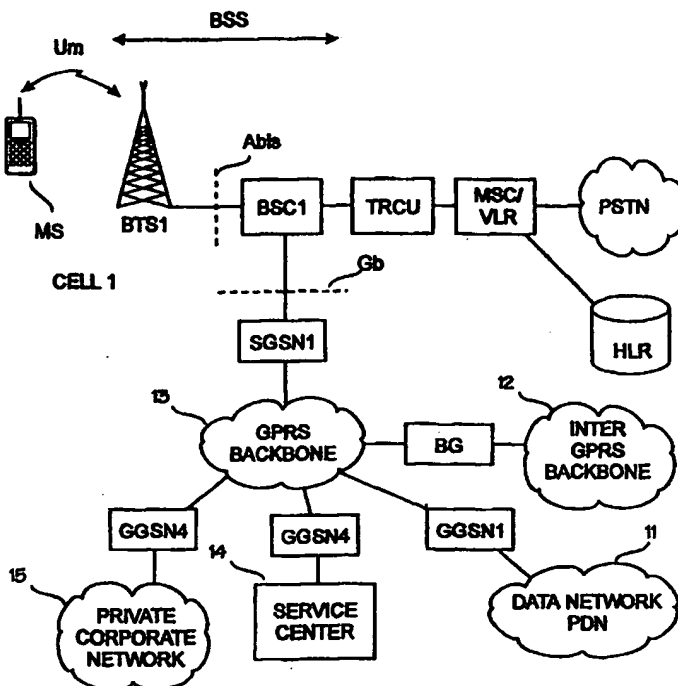 BSS
Um
Abis
BSC1
TRCU
MSC/
VLR
PSTN
BTS1
MS
CELL 1
Gb
SGSN1
HLR
13
GPRS
BACKBONE
BG
12
INTER
GPRS
BACKBONE
GGSN4
GGSN4
GGSN1
15
PRIVATE
CORPORATE
NETWORK
14
SERVICE
CENTER
11
DATA NETWORK
PDN